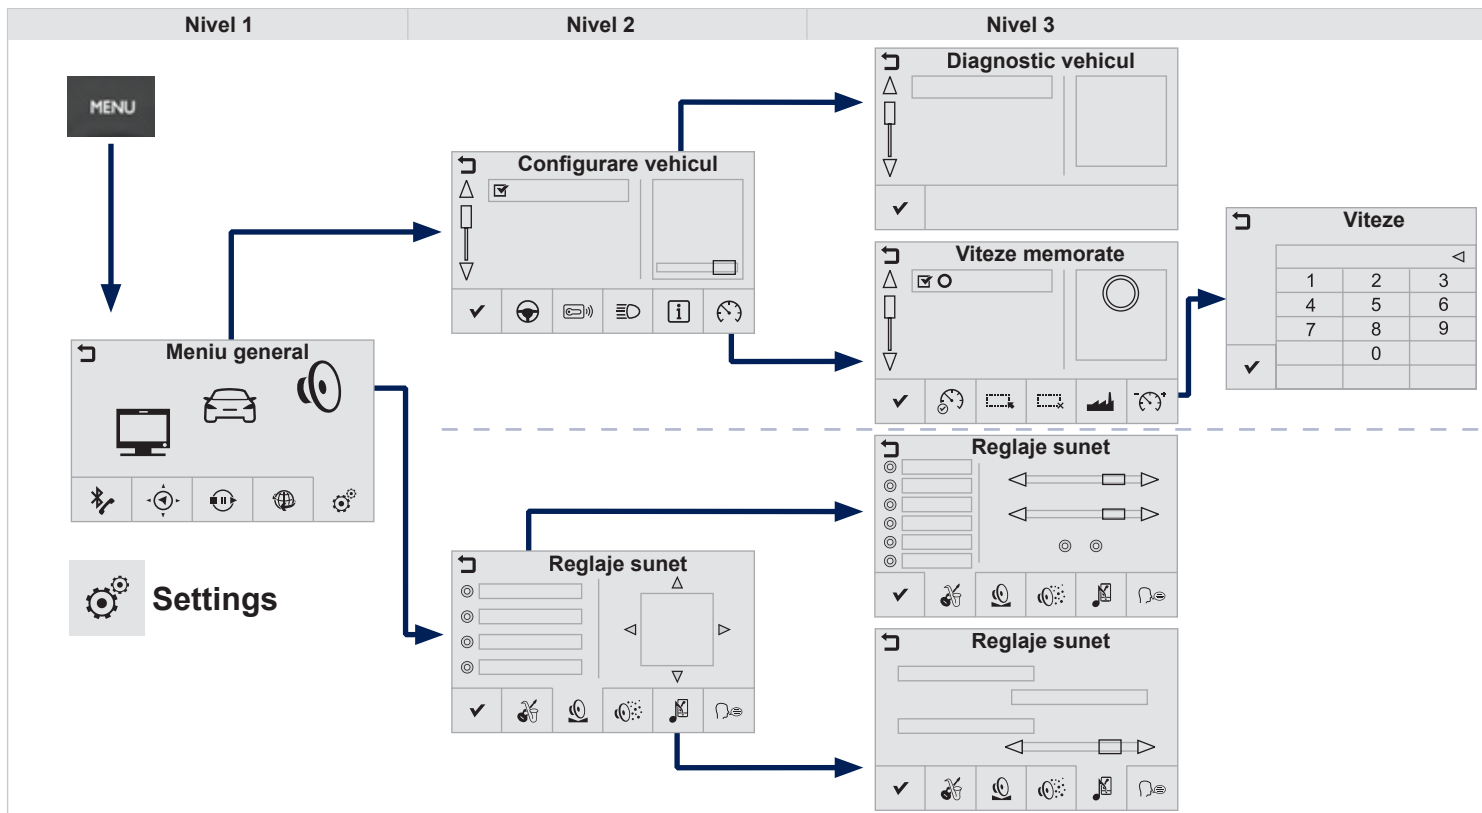 Nivel 1
Nivel 2
Nivel 3
MENU
Meniu general
Settings
Configurare vehicul
Reglaje sunet
Diagnostic vehicul
Viteze memorate
Viteze
1 2 3
4 5 6
7 8 9
0
Reglaje sunet
Reglaje sunet